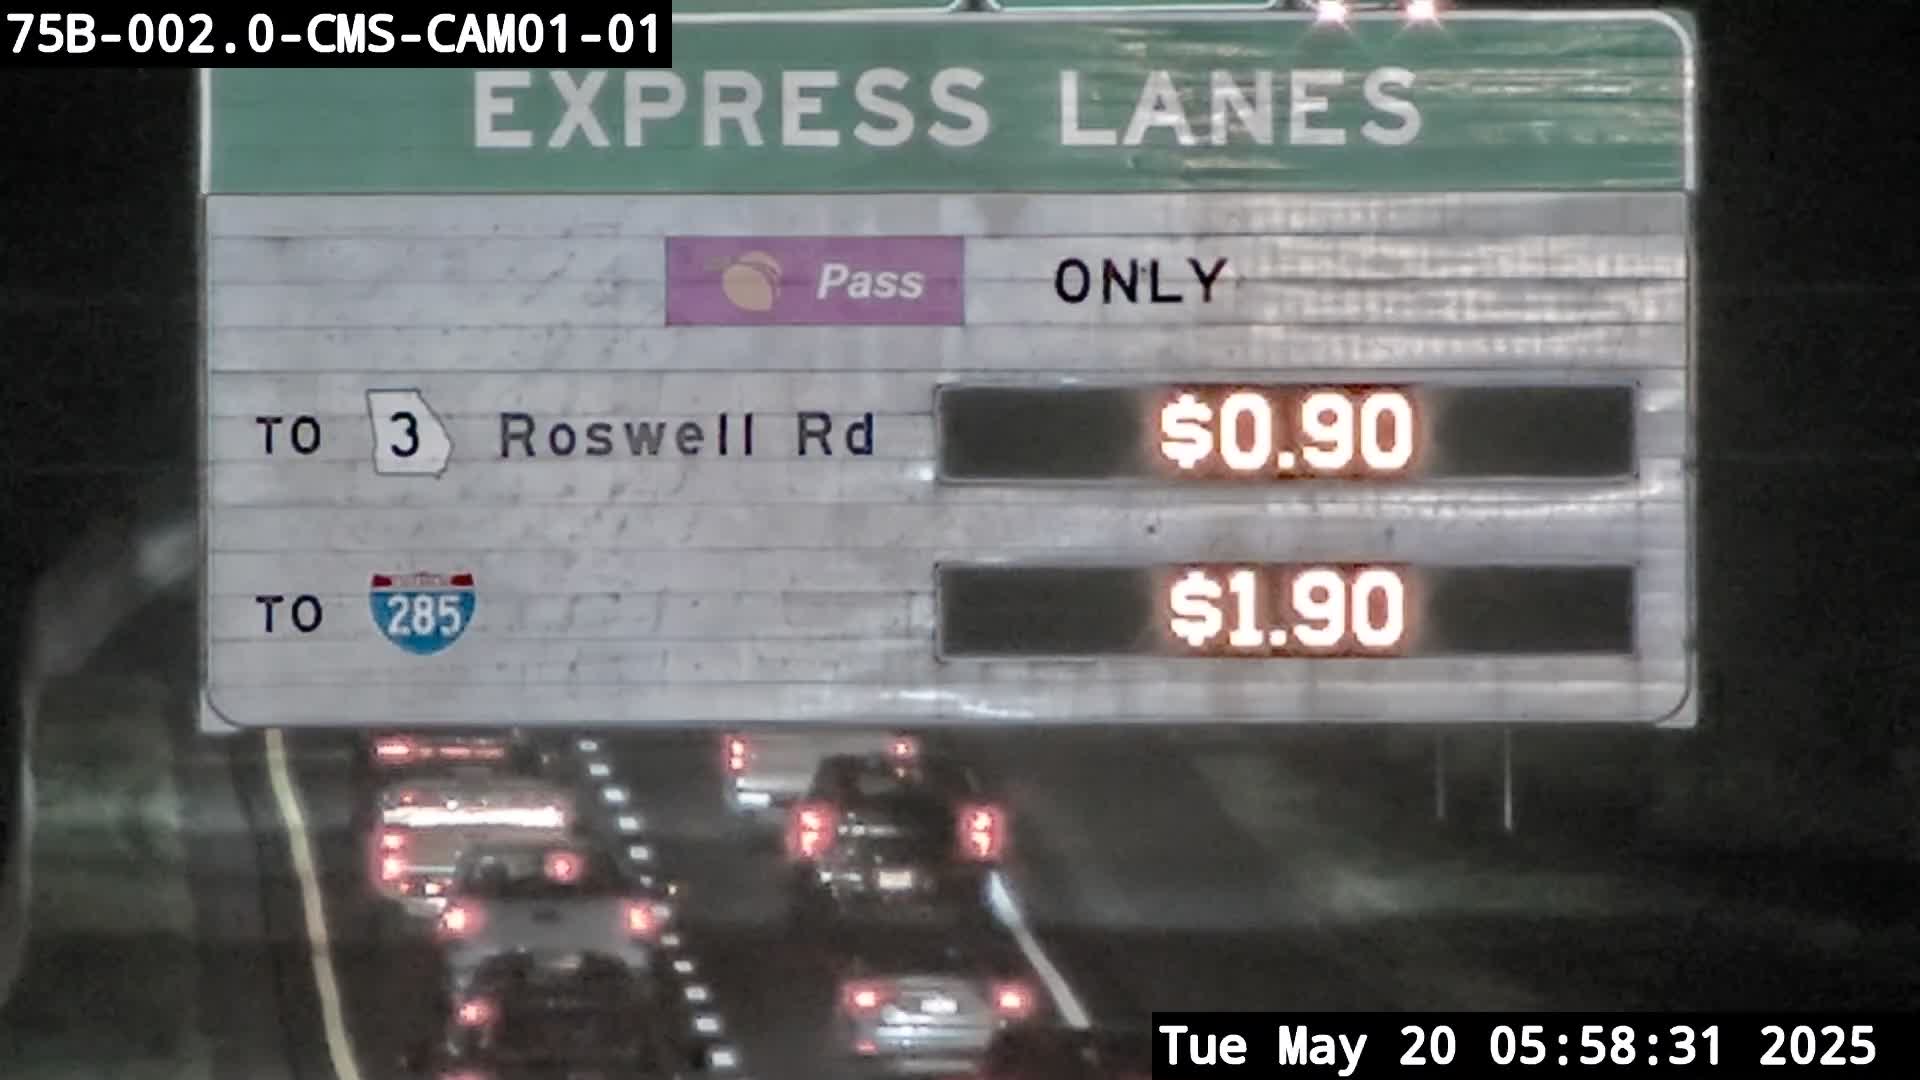 75B-002.0-CMS-CAM01-01
EXPRESS LANES
Pass ONLY
TO 3 Roswell Rd $0.90
TO 285 $1.90
Tue May 20 05:58:31 2025